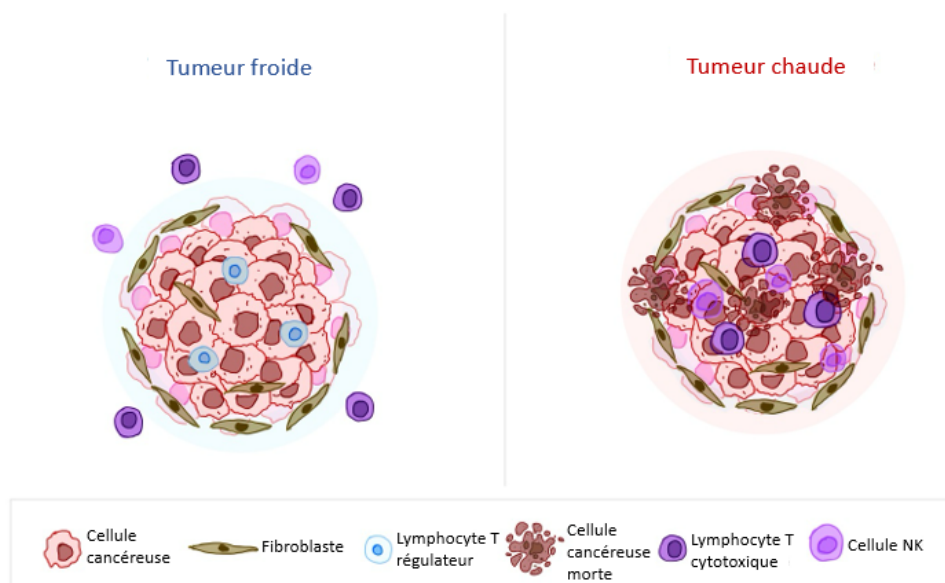 Tumeur froide
Tumeur chaude
Cellule
cancéreuse
Fibroblaste
Lymphocyte T
régulateur
Cellule
cancéreuse
morte
Lymphocyte T
cytotoxique
Cellule NK